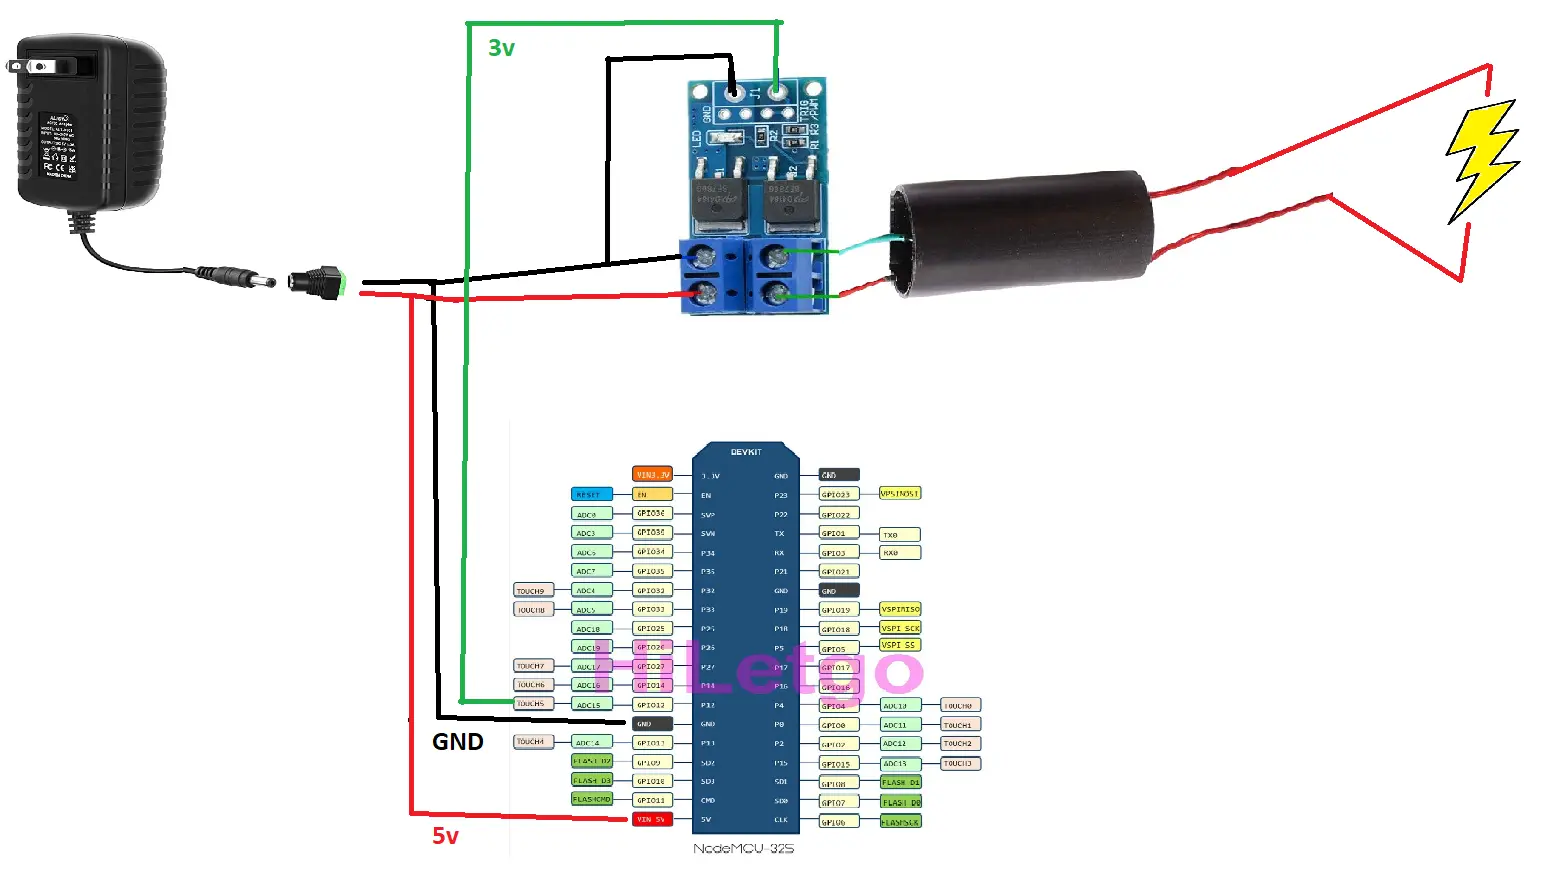 3v
J1
GND
TRIG
/PWM
LED
R2
R1 R3
GND
5v
DEVKIT
VIN3.3V 3.3V GND GND
RESET EN EN P23 GPIO23 VPSIMOSI
ADC0 GPIO36 SVP P22 GPIO22
ADC3 GPIO39 SVN TX GPIO1 TX0
ADC6 GPIO34 P34 RX GPIO3 RX0
ADC7 GPIO35 P35 P21 GPIO21
TOUCH9 ADC4 GPIO32 P32 GND GND
TOUCH8 ADC5 GPIO33 P33 P19 GPIO19 VSPIMISO
ADC18 GPIO25 P25 P18 GPIO18 VSPI SCK
ADC19 GPIO26 P26 P5 GPIO5 VSPI SS
TOUCH7 ADC17 GPIO27 P27 P17 GPIO17
TOUCH6 ADC16 GPIO14 P14 P16 GPIO16
TOUCH5 ADC15 GPIO12 P12 P4 GPIO4 ADC10 TOUCH0
GND GND P0 GPIO0 ADC11 TOUCH1
TOUCH4 ADC14 GPIO13 P13 P2 GPIO2 ADC12 TOUCH2
FLASH D2 GPIO9 SD2 P15 GPIO15 ADC13 TOUCH3
FLASH D3 GPIO10 SD3 SD1 GPIO8 FLASH D1
FLASHCMD GPIO11 CMD SD0 GPIO7 FLASH D0
VIN 5V 5V CLK GPIO6 FLASHSCK
HiLetgo
NodeMCU-32S